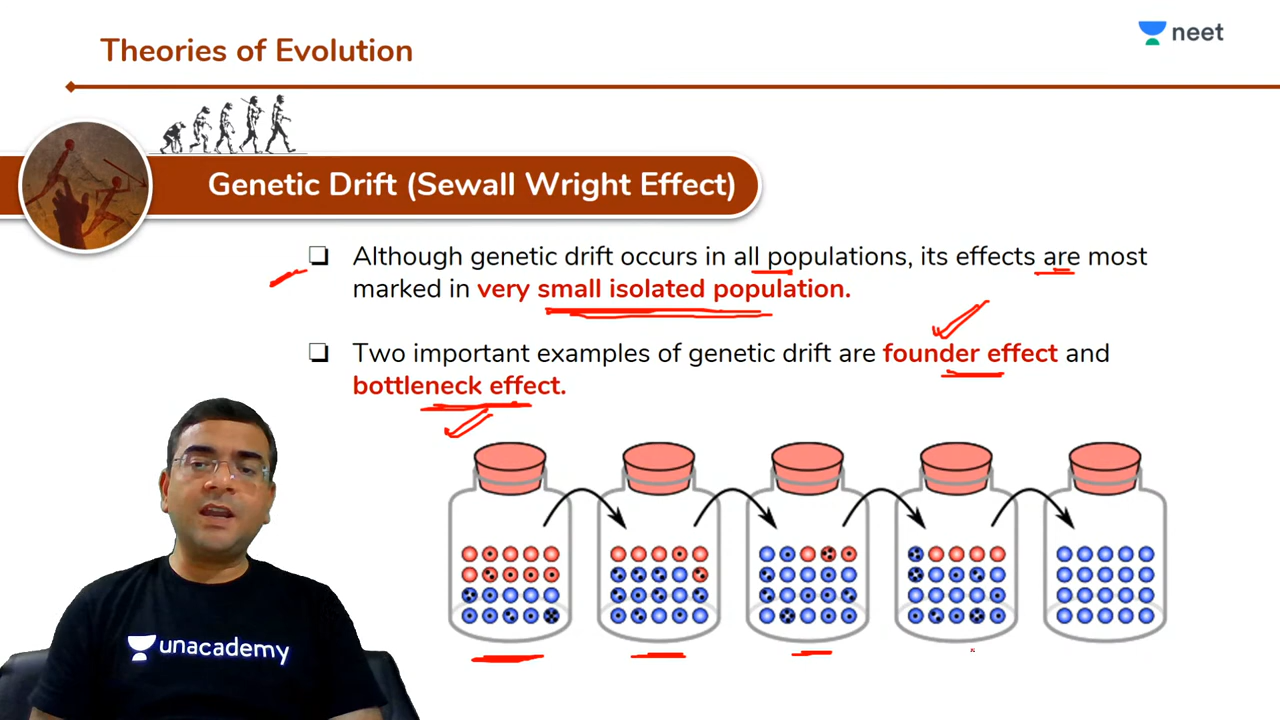 Theories of Evolution
neet
Genetic Drift (Sewall Wright Effect)
Although genetic drift occurs in all populations, its effects are most
marked in very small isolated population.
Two important examples of genetic drift are founder effect and
bottleneck effect.
unacademy